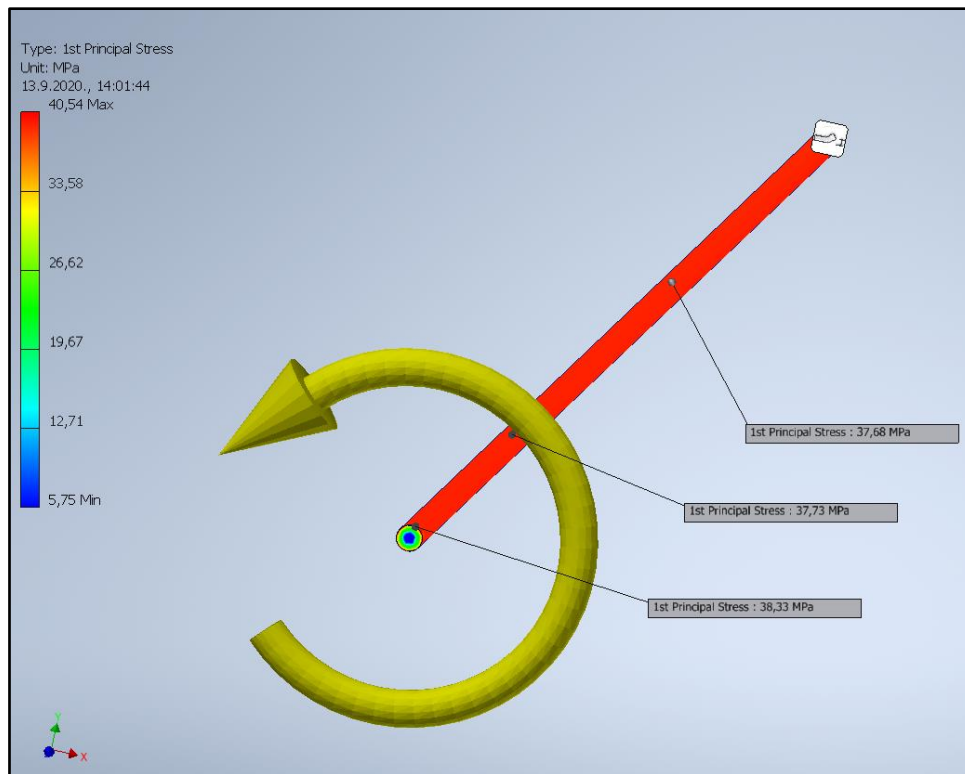 Type: 1st Principal Stress
Unit: MPa
13.9.2020., 14:01:44
40,54 Max
33,58
26,62
19,67
12,71
5,75 Min
1st Principal Stress : 37,68 MPa
1st Principal Stress : 37,73 MPa
1st Principal Stress : 38,33 MPa
Y
X